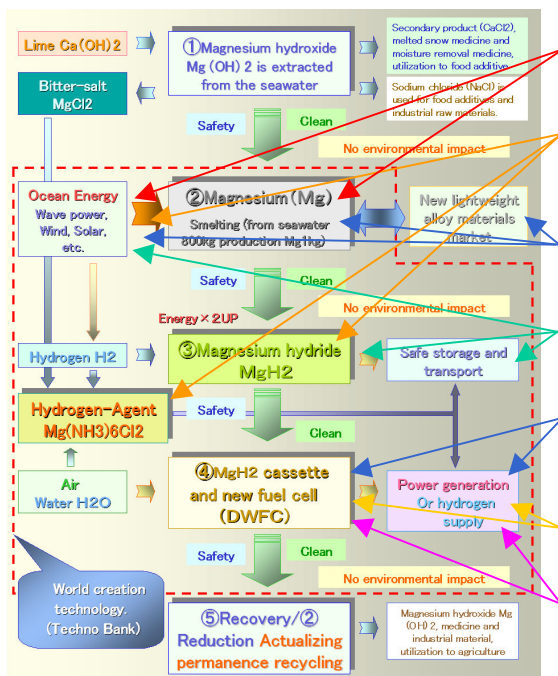 Lime Ca(OH)2
①Magnesium hydroxide
Mg (OH) 2 is extracted
from the seawater
Secondary product (CaCl2),
melted snow medicine and
moisture removal medicine,
utilization to food additive.
Bitter-salt
MgCl2
Sodium chloride (NaCl) is
used for food additives and
industrial raw materials.
Safety
Clean
No environmental impact
Ocean Energy
Wave power,
Wind, Solar,
etc.
②Magnesium(Mg)
Smelting (from seawater
800kg production Mg1kg)
New lightweight
alloy materials
market
Safety
Clean
No environmental impact
Energy×2UP
Hydrogen H2
③Magnesium hydride
MgH2
Safe storage and
transport
Hydrogen-Agent
Mg(NH3)6Cl2
Safety
Clean
Air
Water H2O
④MgH2 cassette
and new fuel cell
(DWFC)
Power generation
Or hydrogen
supply
Safety
Clean
No environmental impact
World creation
technology.
(Techno Bank)
⑤Recovery/②
Reduction Actualizing
permanence recycling
Magnesium hydroxide Mg
(OH) 2, medicine and
industrial material,
utilization to agriculture